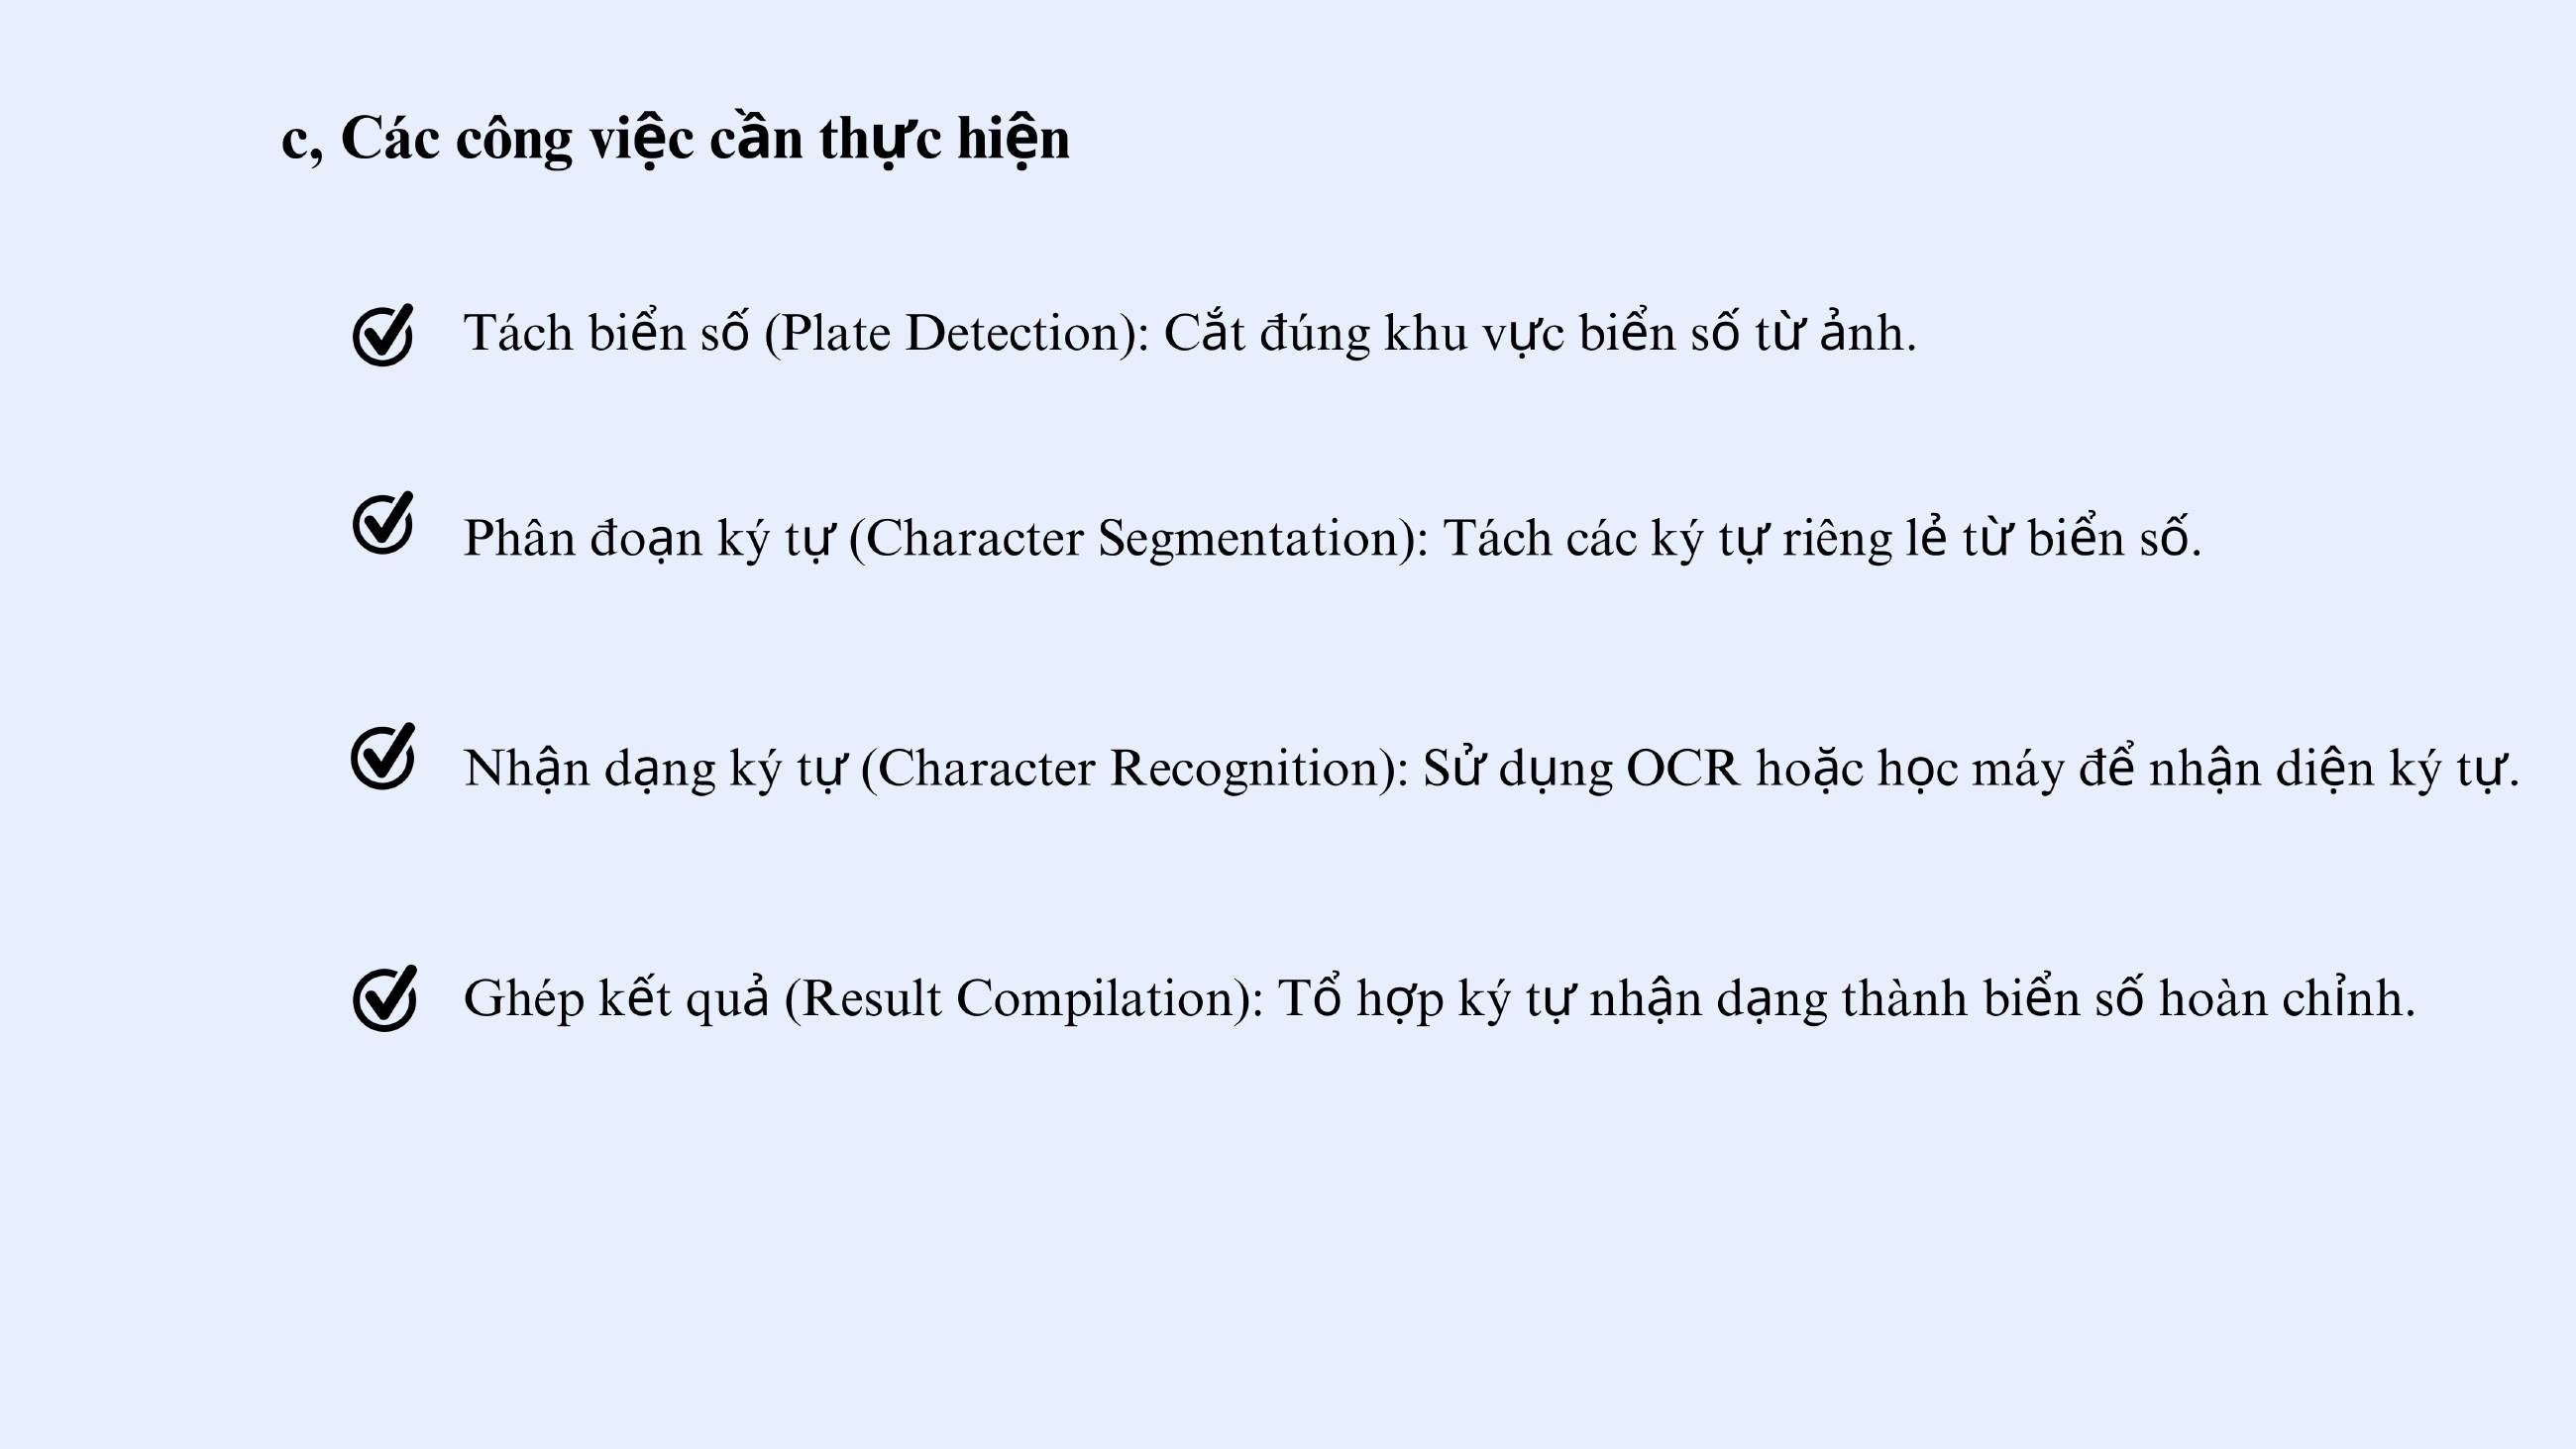 c, Các công việc cần thực hiện
Tách biển số (Plate Detection): Cắt đúng khu vực biển số từ ảnh.
Phân đoạn ký tự (Character Segmentation): Tách các ký tự riêng lẻ từ biển số.
Nhận dạng ký tự (Character Recognition): Sử dụng OCR hoặc học máy để nhận diện ký tự.
Ghép kết quả (Result Compilation): Tổ hợp ký tự nhận dạng thành biển số hoàn chỉnh.